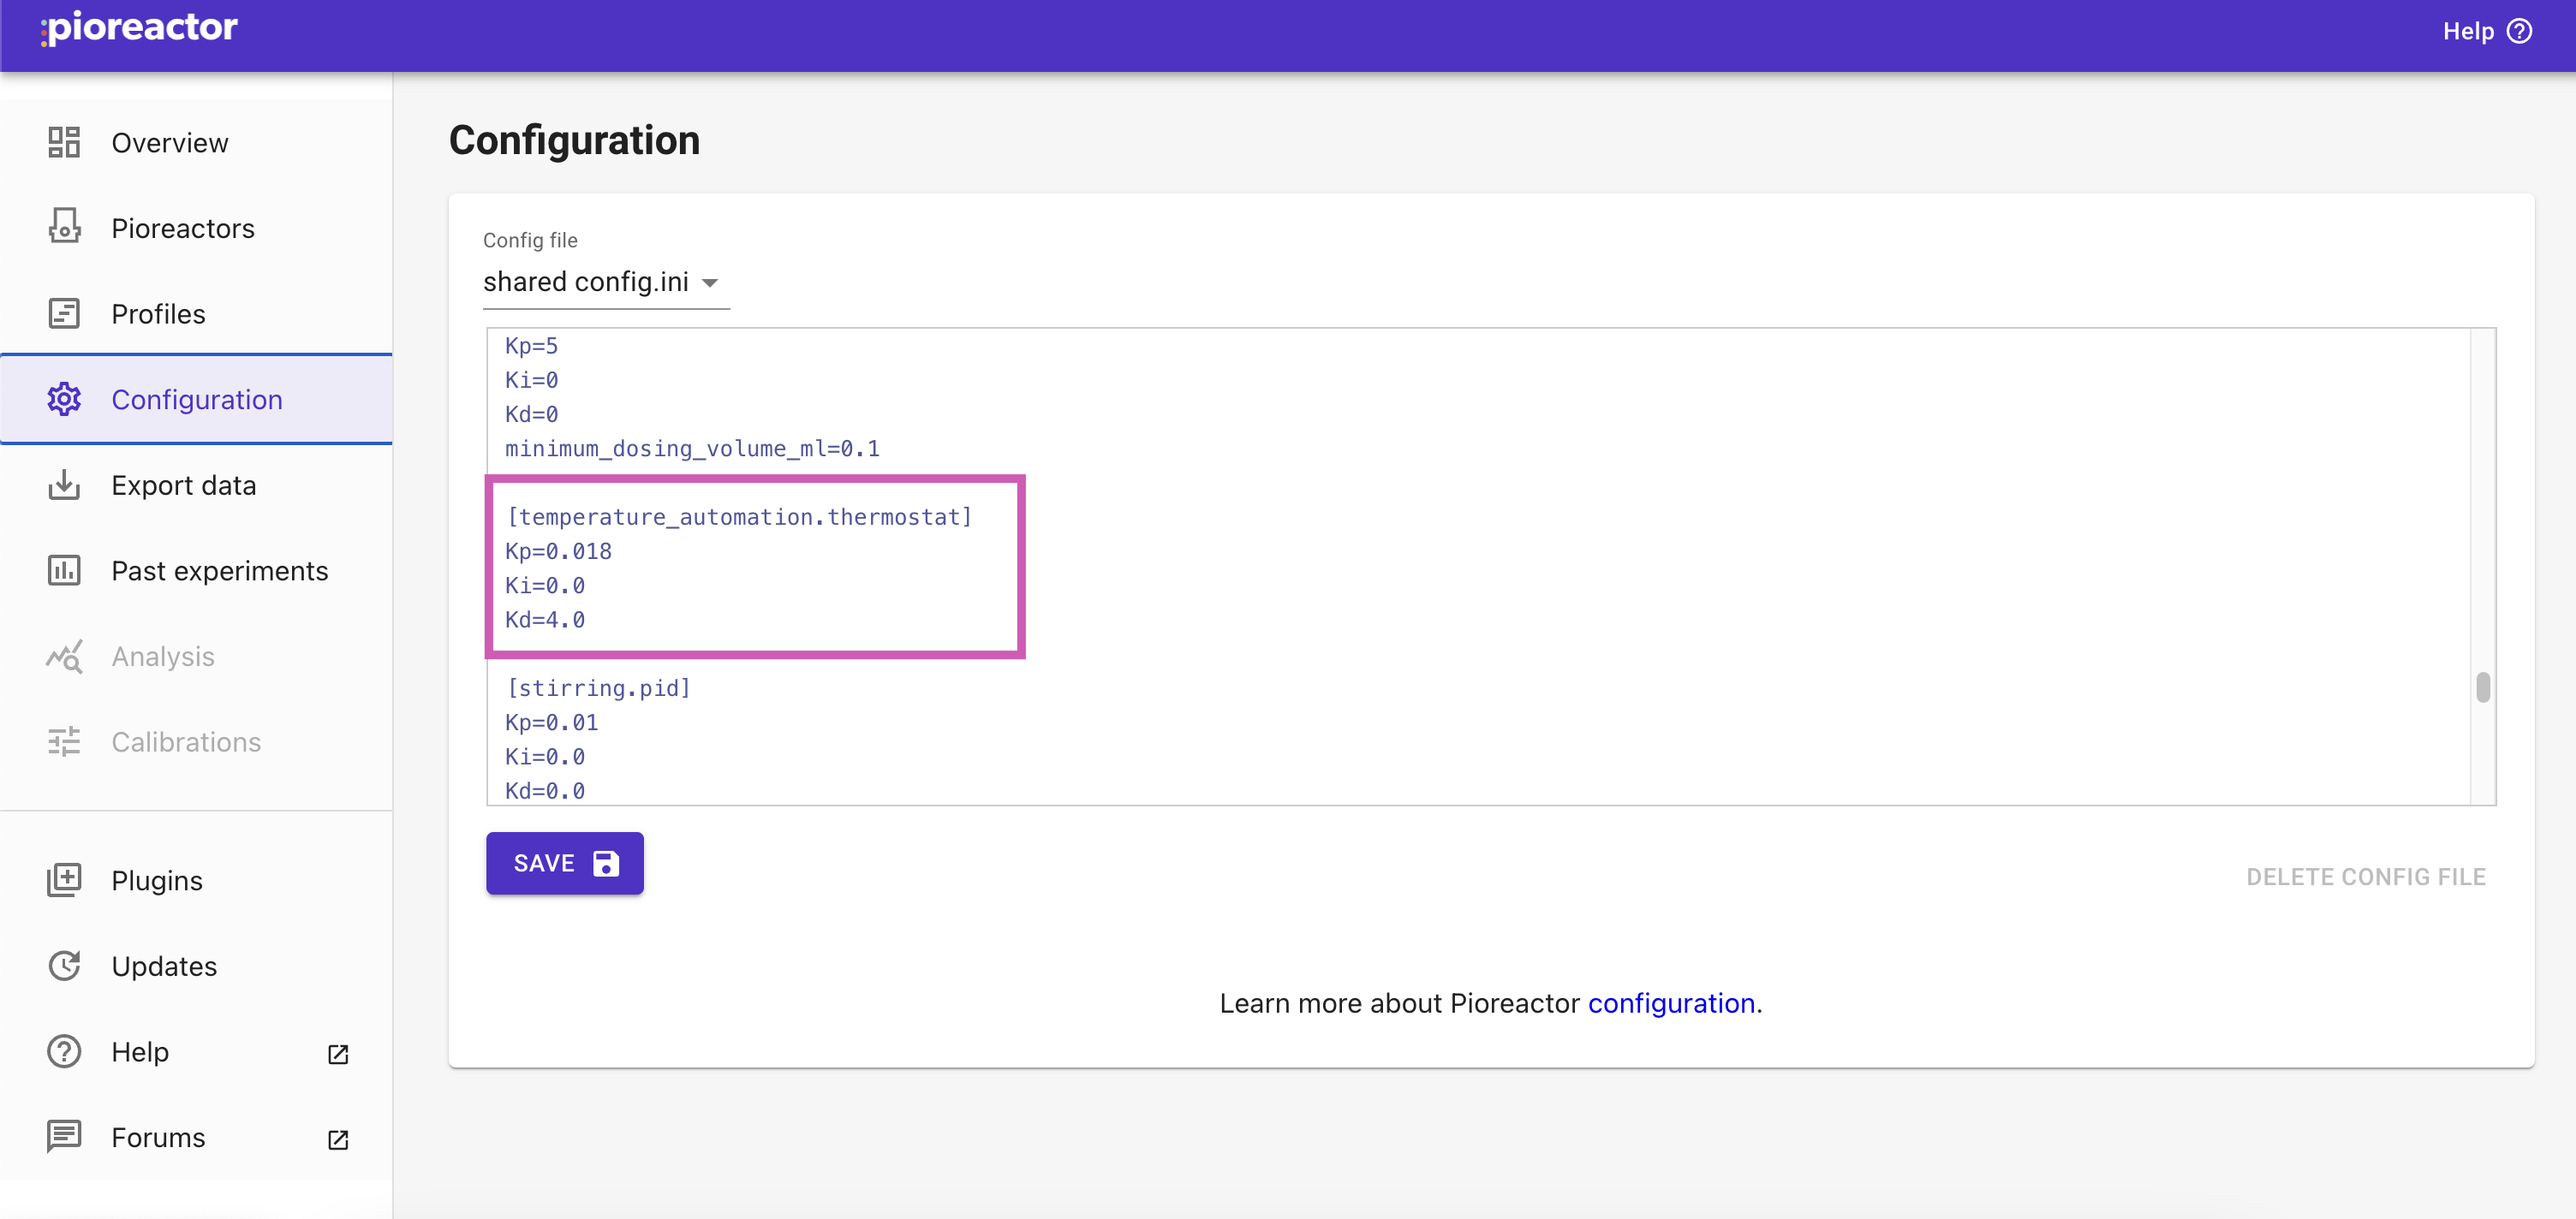 pioreactor
Help
Overview
Pioreactors
Profiles
Configuration
Export data
Past experiments
Analysis
Calibrations
Plugins
Updates
Help
Forums
Configuration
Config file
shared config.ini
Kp=5
Ki=0
Kd=0
minimum_dosing_volume_ml=0.1
[temperature_automation.thermostat]
Kp=0.018
Ki=0.0
Kd=4.0
[stirring.pid]
Kp=0.01
Ki=0.0
Kd=0.0
SAVE
DELETE CONFIG FILE
Learn more about Pioreactor configuration.